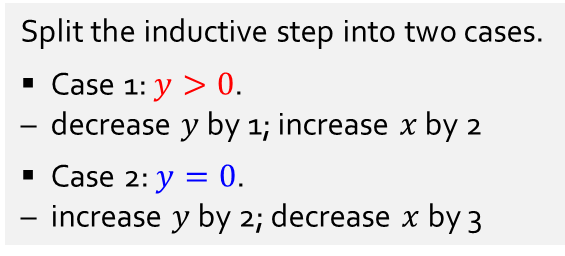 Split the inductive step into two cases.
▪ Case 1: y > 0.
– decrease y by 1; increase x by 2
▪ Case 2: y = 0.
– increase y by 2; decrease x by 3